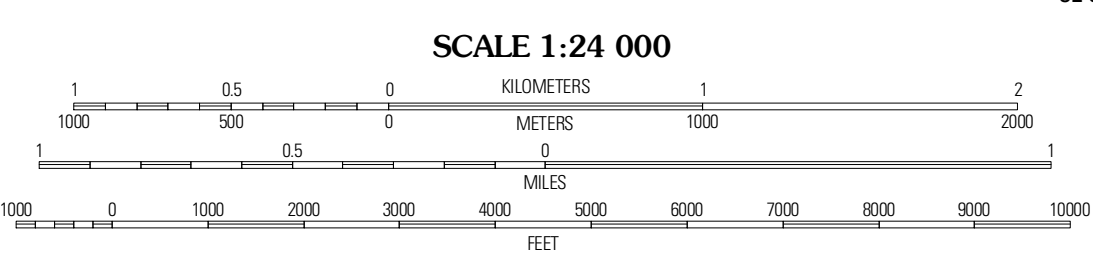 SCALE 1:24 000
1 0.5 0 KILOMETERS 1 2
1000 500 0 METERS 1000 2000
1 0.5 0 1
MILES
1000 0 1000 2000 3000 4000 5000 6000 7000 8000 9000 10000
FEET